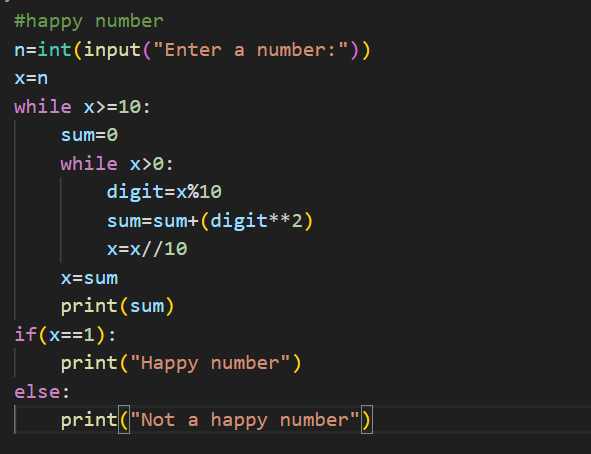 #happy number
n=int(input("Enter a number:"))
x=n
while x>=10:
    sum=0
    while x>0:
        digit=x%10
        sum=sum+(digit**2)
        x=x//10
    x=sum
    print(sum)
if(x==1):
    print("Happy number")
else:
    print("Not a happy number")